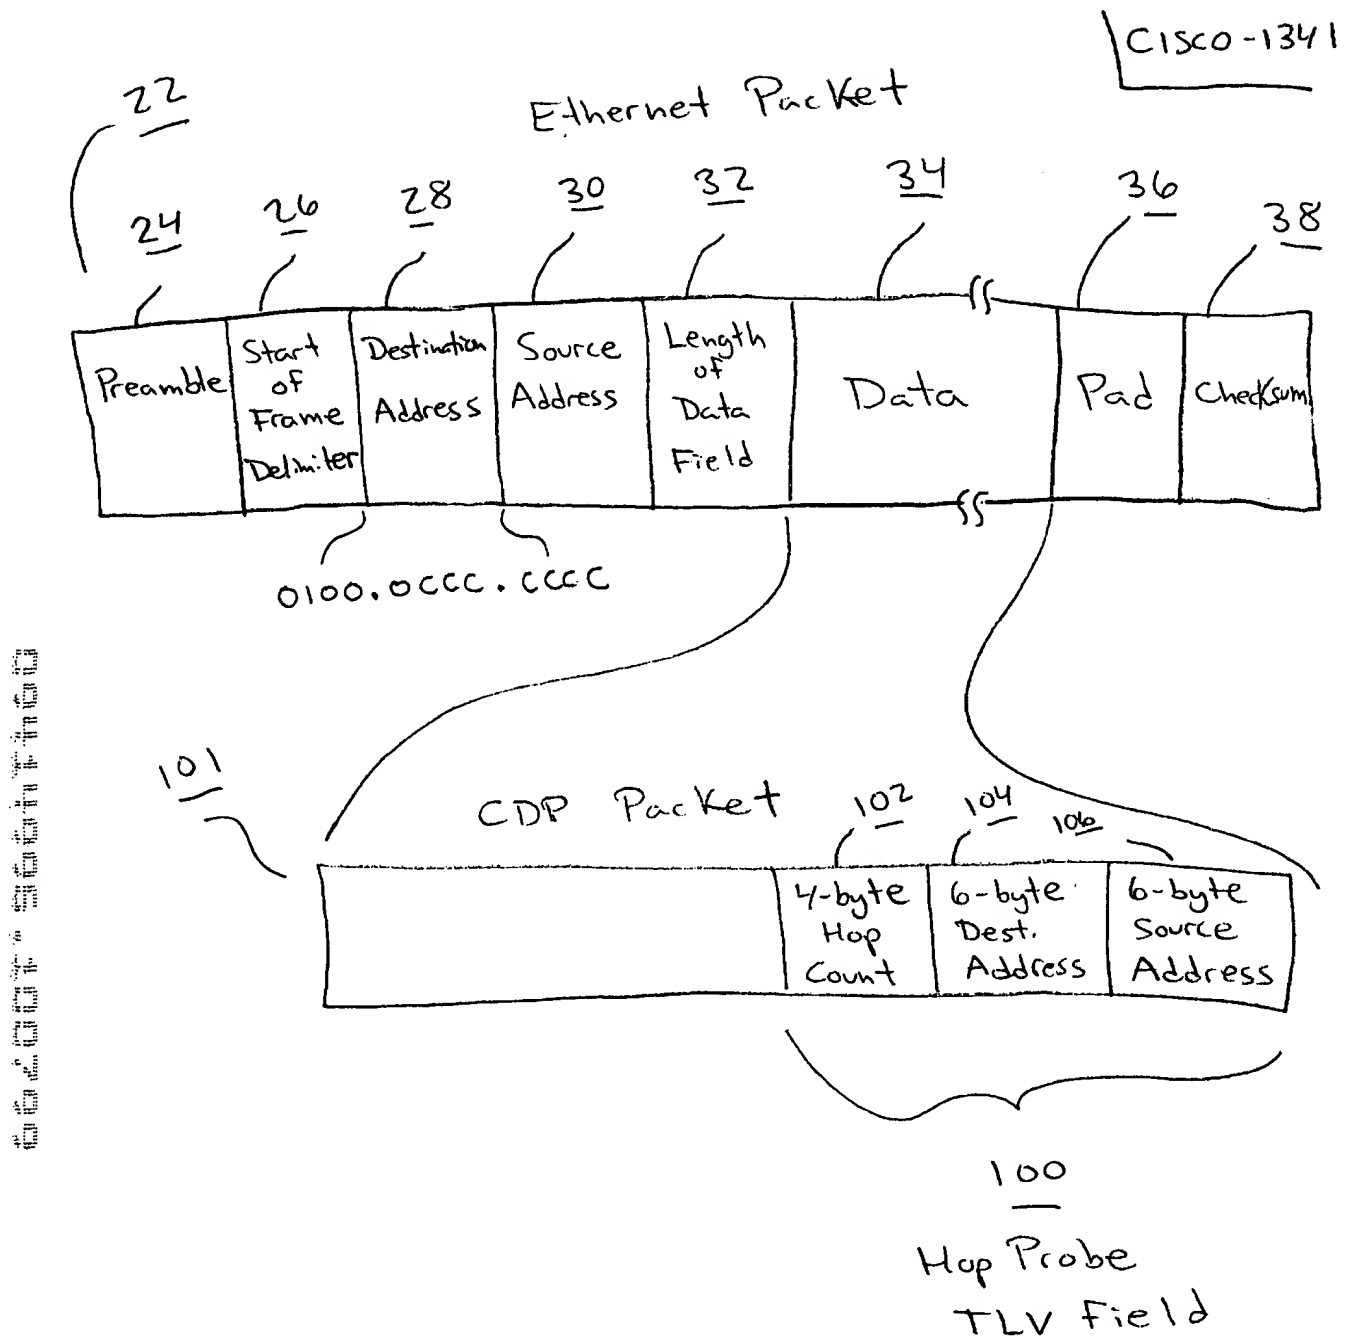 CISCO-1341
Ethernet Packet
22
24
26
28
30
32
34
36
38
Preamble
Start
of
Frame
Delimiter
Destination
Address
Source
Address
Length
of
Data
Field
Data
Pad
Checksum
0100.0CCC.CCCC
101
CDP Packet
102
104
106
4-byte
Hop
Count
6-byte
Dest.
Address
6-byte
Source
Address
100
Hop Probe
TLV Field